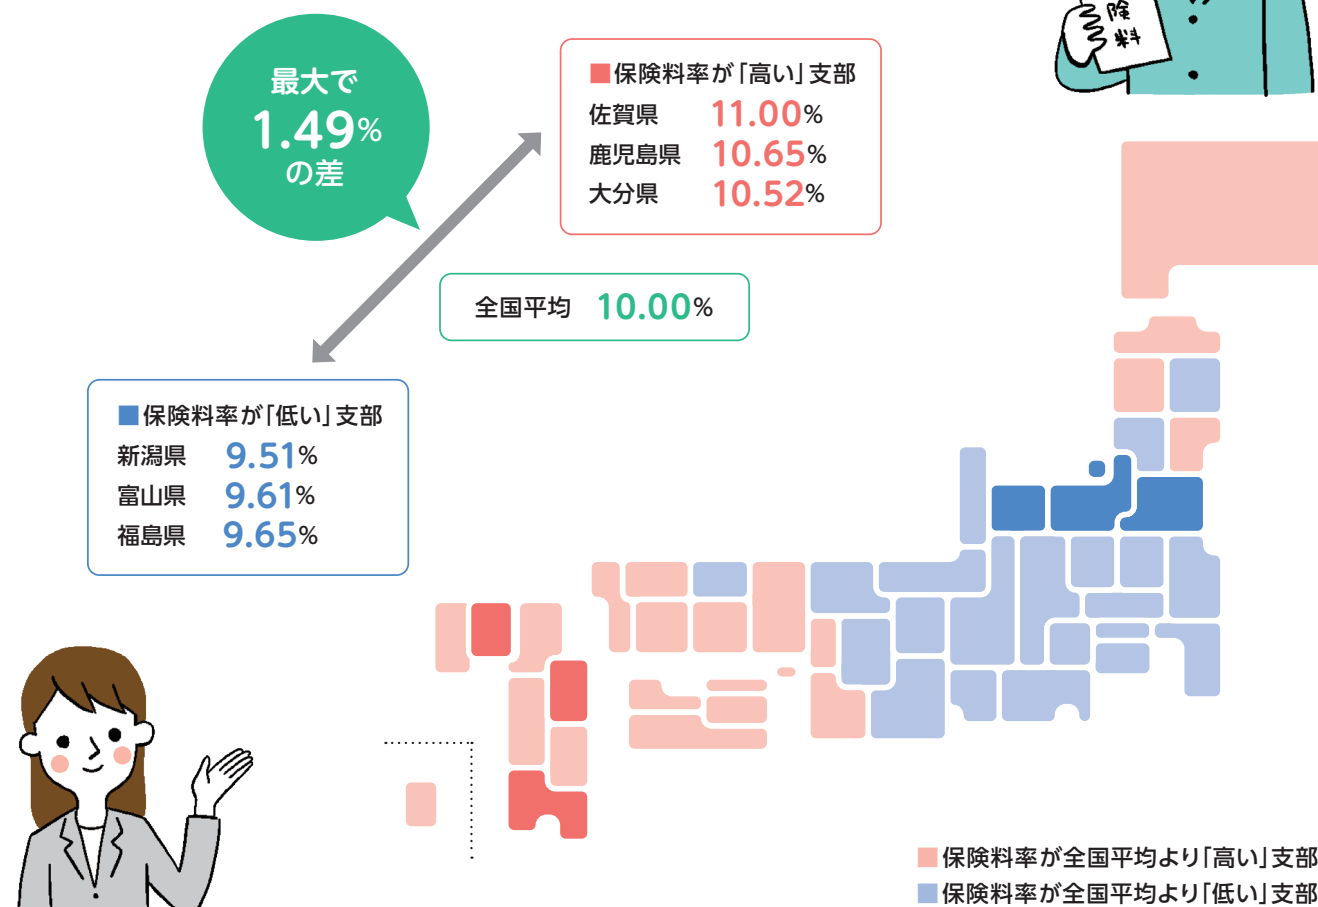 険
料
最大で
1.49%
の差
■保険料率が「高い」支部
佐賀県 11.00%
鹿児島県 10.65%
大分県 10.52%
全国平均 10.00%
■保険料率が「低い」支部
新潟県 9.51%
富山県 9.61%
福島県 9.65%
■保険料率が全国平均より「高い」支部
■保険料率が全国平均より「低い」支部